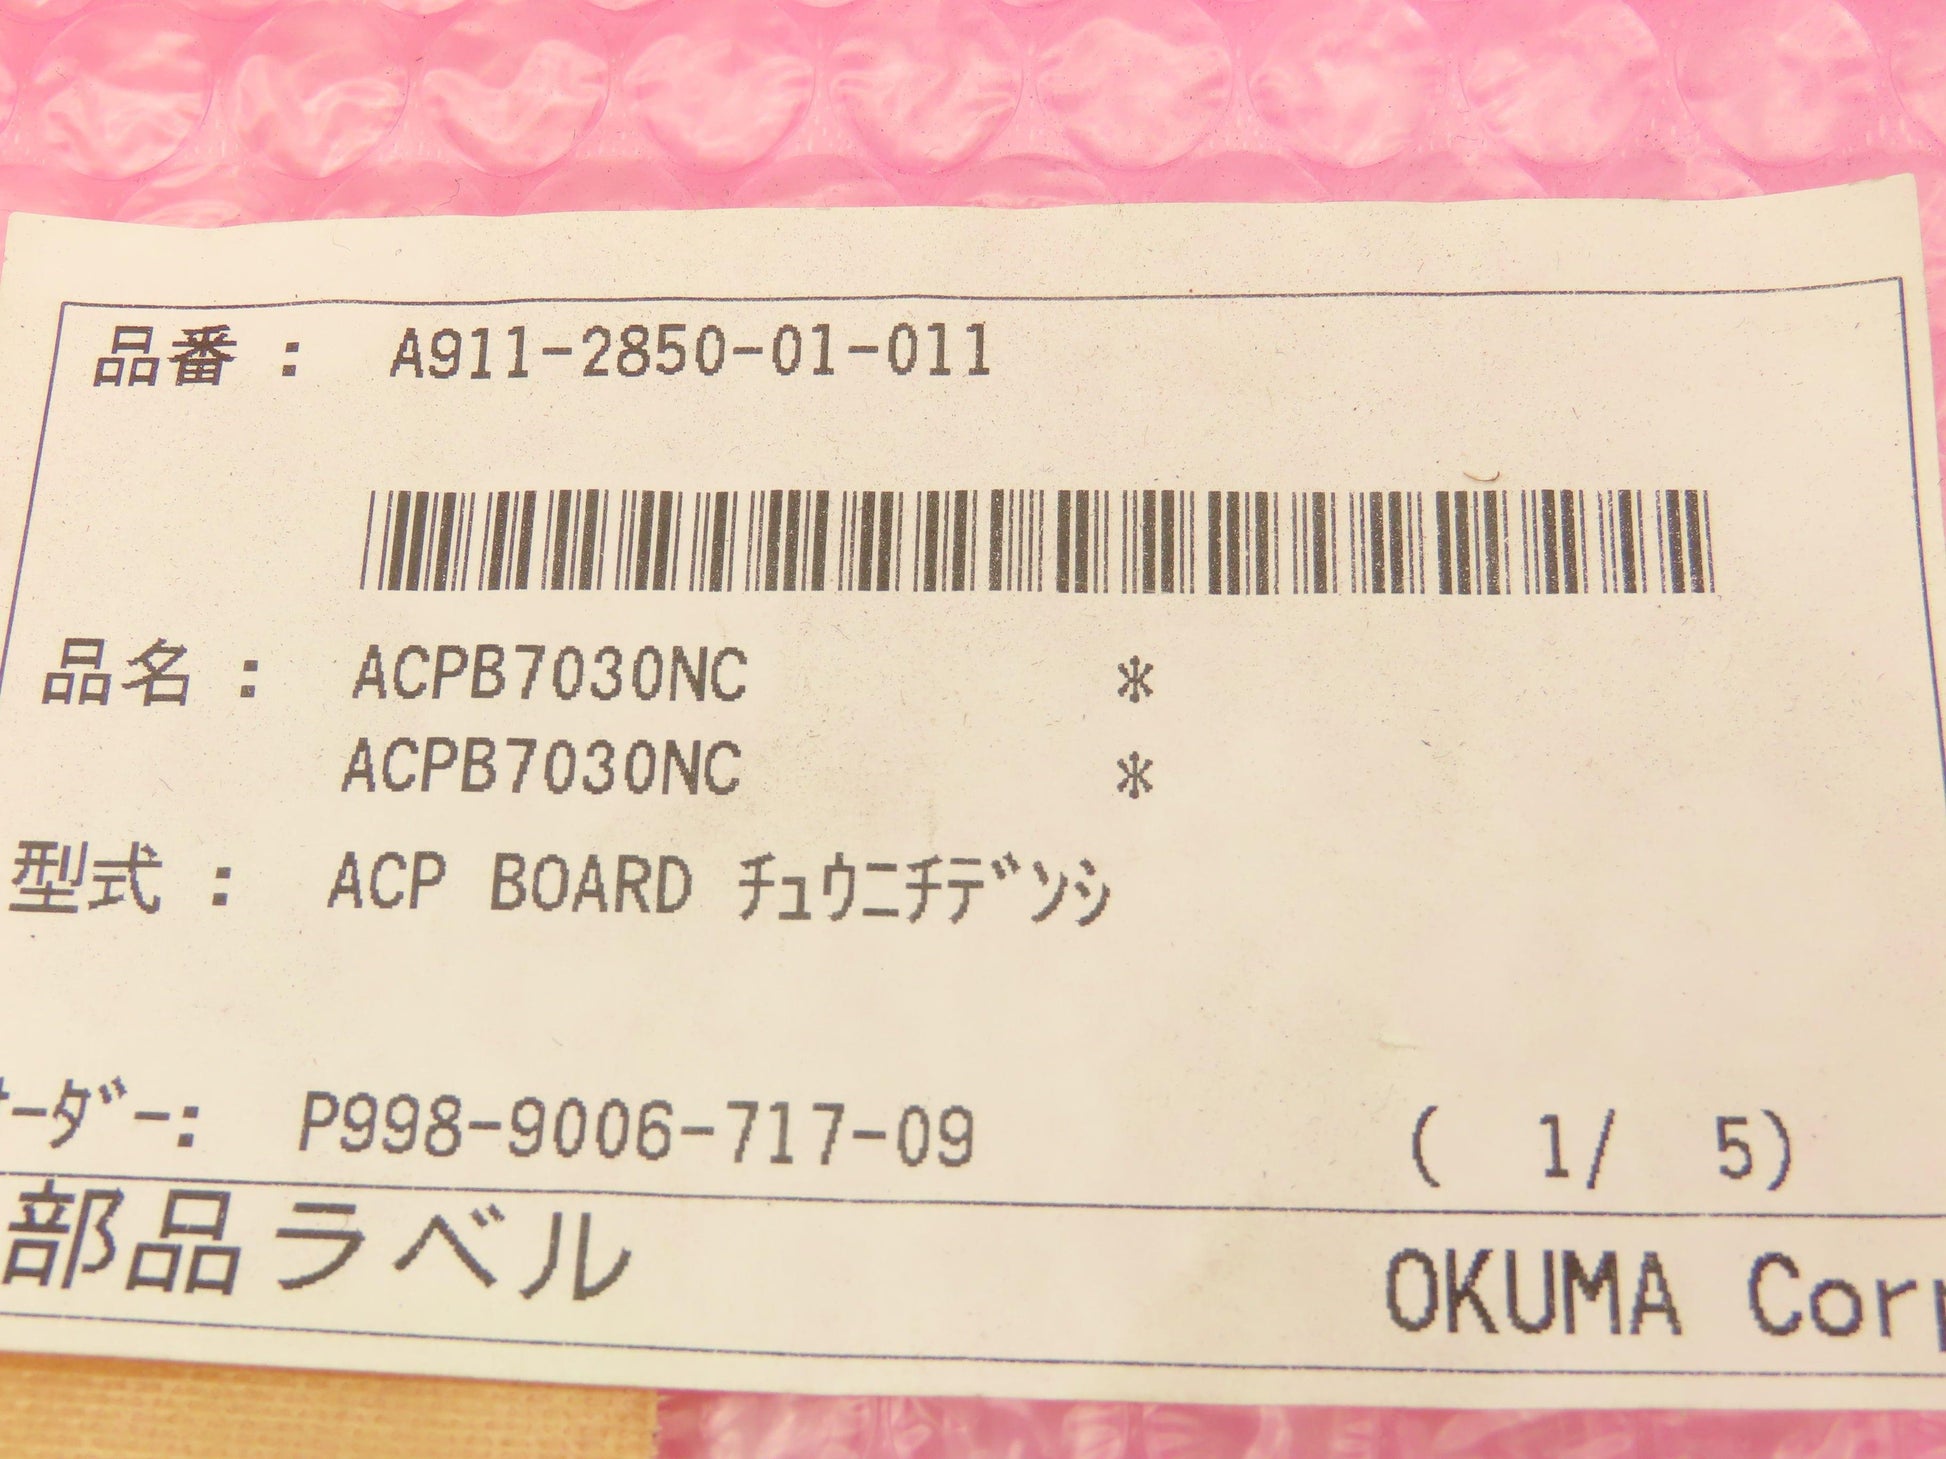 品番 : A911-2850-01-011
品名 : ACPB7030NC *
ACPB7030NC *
型式 : ACP BOARD ﾁｭｳﾆﾁﾃﾞﾝｼ
ｰﾀﾞｰ: P998-9006-717-09 ( 1/ 5)
部品ラベル OKUMA Corp